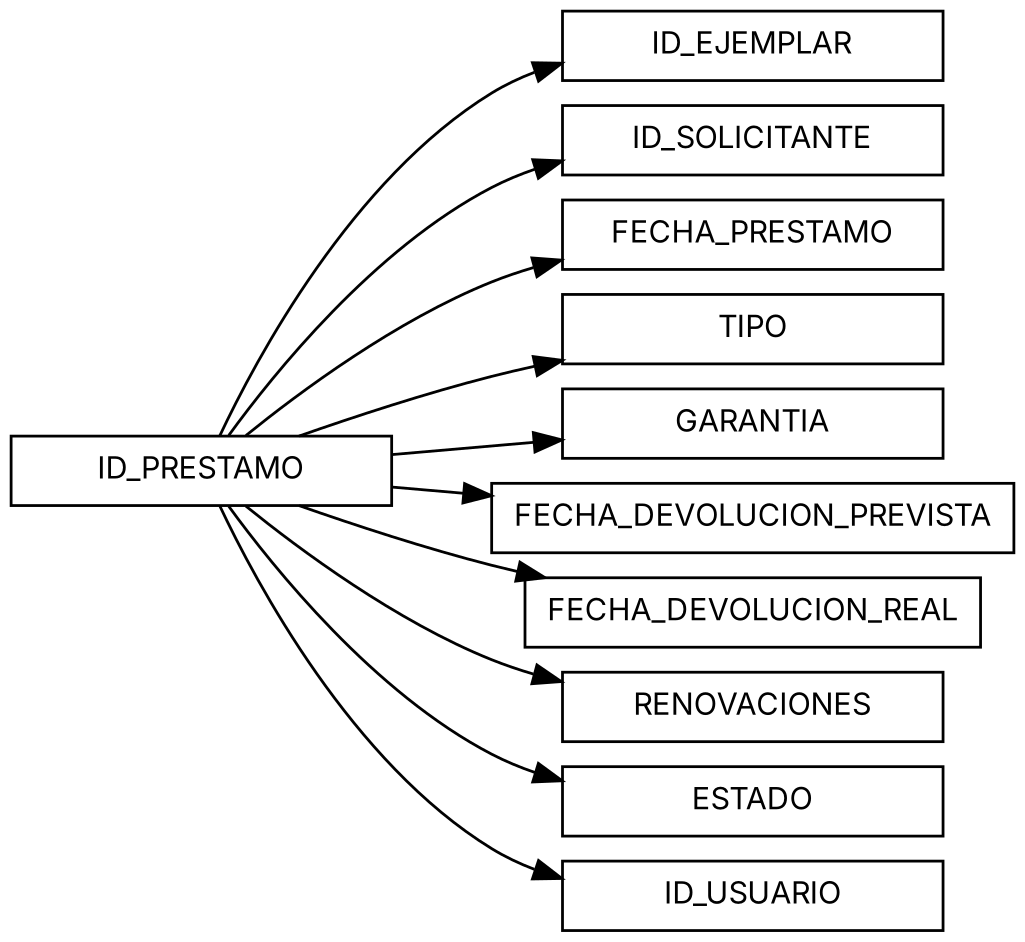 ID_EJEMPLAR
ID_SOLICITANTE
FECHA_PRESTAMO
TIPO
GARANTIA
ID_PRESTAMO
FECHA_DEVOLUCION_PREVISTA
FECHA_DEVOLUCION_REAL
RENOVACIONES
ESTADO
ID_USUARIO